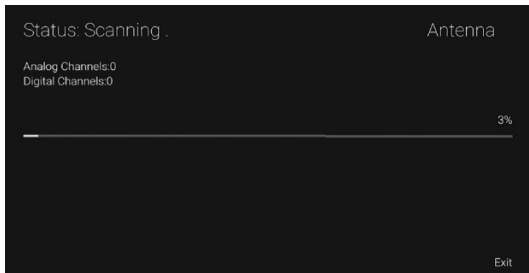 Status: Scanning .
Antenna
Analog Channels:0
Digital Channels:0
3%
Exit